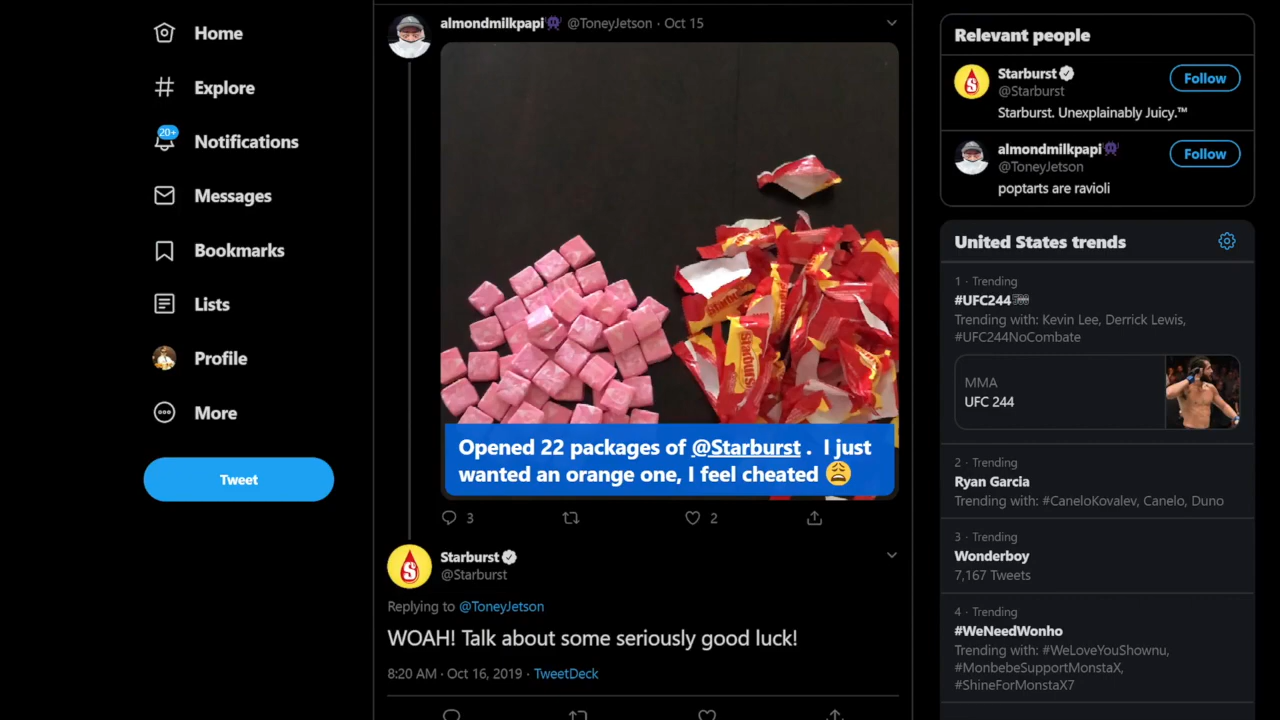 Home
Explore
20+
Notifications
Messages
Bookmarks
Lists
Profile
More
Tweet
almondmilkpapi @ToneyJetson · Oct 15
Starburst
Starburst
Opened 22 packages of @Starburst . I just
wanted an orange one, I feel cheated
3
2
S
Starburst
@Starburst
Replying to @ToneyJetson
WOAH! Talk about some seriously good luck!
8:20 AM · Oct 16, 2019 · TweetDeck
Relevant people
S
Starburst
@Starburst
Follow
Starburst. Unexplainably Juicy.™
almondmilkpapi
@ToneyJetson
Follow
poptarts are ravioli
United States trends
1 · Trending
#UFC244
Trending with: Kevin Lee, Derrick Lewis,
#UFC244NoCombate
MMA
UFC 244
2 · Trending
Ryan Garcia
Trending with: #CaneloKovalev, Canelo, Duno
3 · Trending
Wonderboy
7,167 Tweets
4 · Trending
#WeNeedWonho
Trending with: #WeLoveYouShownu,
#MonbebeSupportMonstaX,
#ShineForMonstaX7